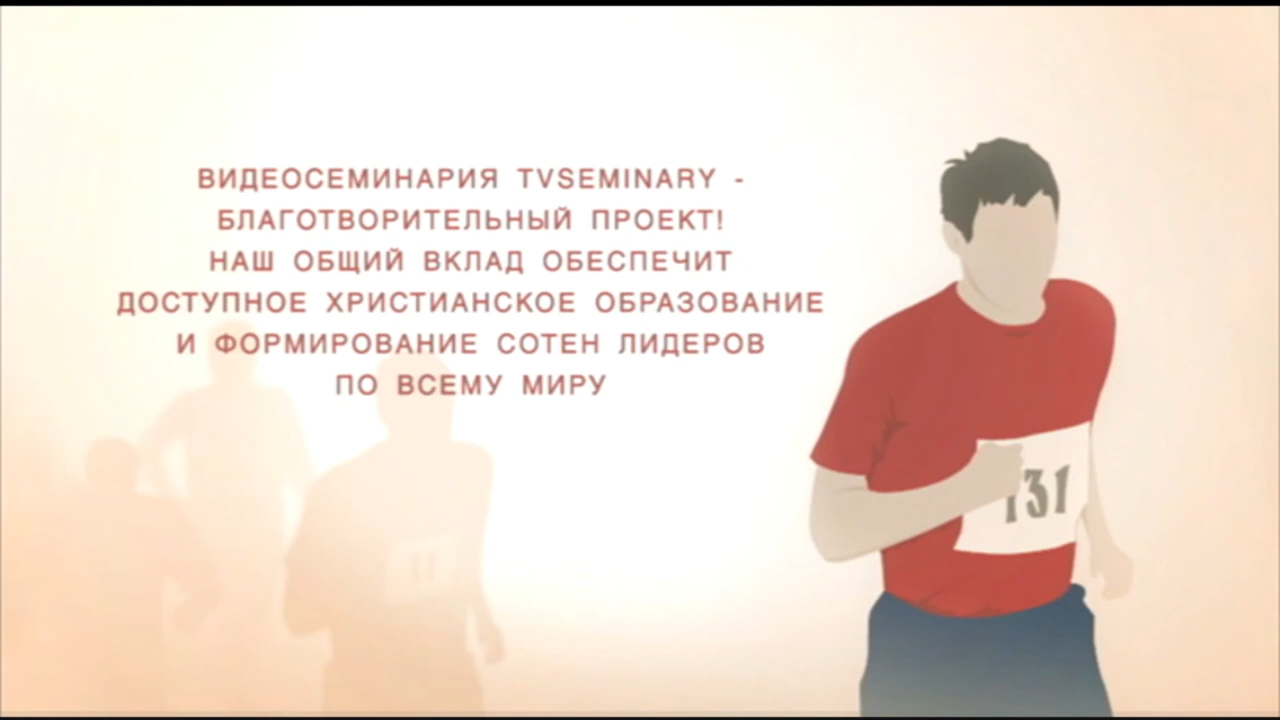 ВИДЕОСЕМИНАРИЯ TVSEMINARY -
БЛАГОТВОРИТЕЛЬНЫЙ ПРОЕКТ!
НАШ ОБЩИЙ ВКЛАД ОБЕСПЕЧИТ
ДОСТУПНОЕ ХРИСТИАНСКОЕ ОБРАЗОВАНИЕ
И ФОРМИРОВАНИЕ СОТЕН ЛИДЕРОВ
ПО ВСЕМУ МИРУ
131